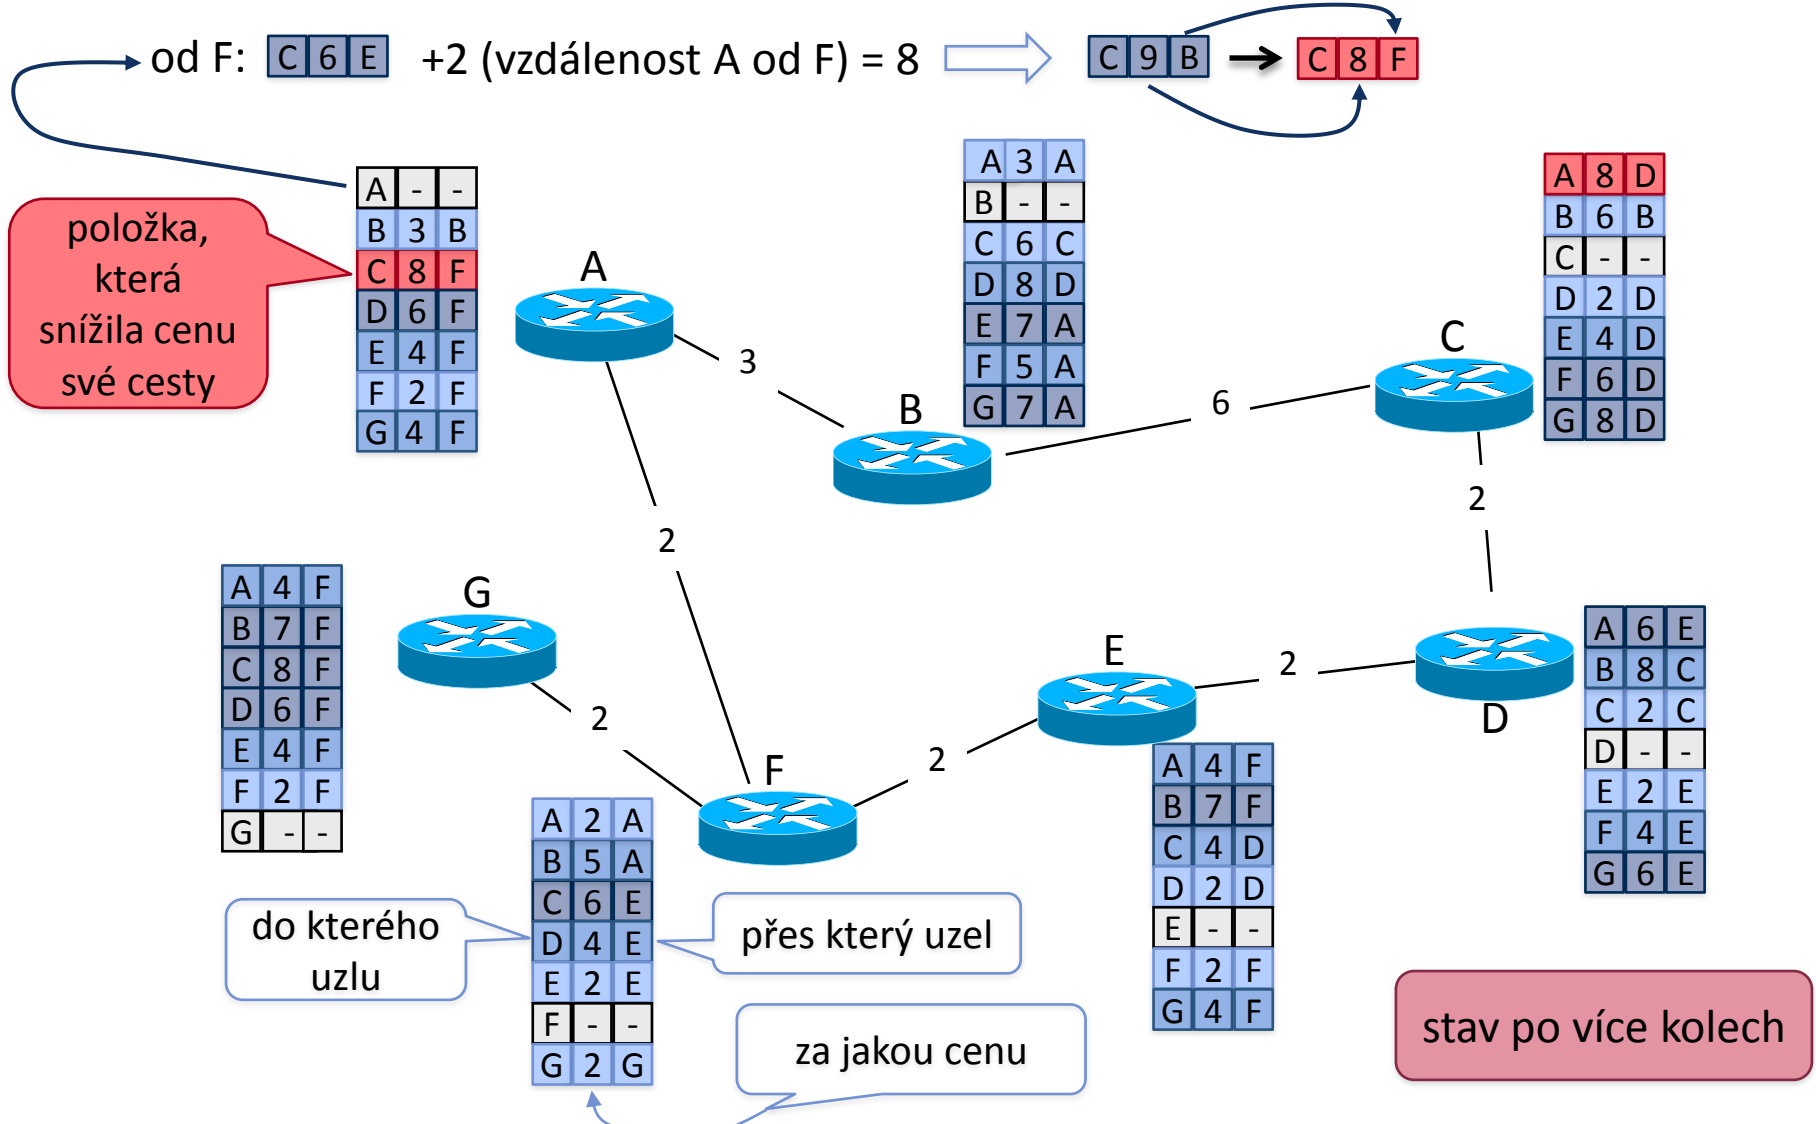 od F: C 6 E +2 (vzdálenost A od F) = 8 C 9 B C 8 F
A - -
B 3 B
C 8 F
D 6 F
E 4 F
F 2 F
G 4 F
položka,
která
snížila cenu
své cesty
A
3
A 3 A
B - -
C 6 C
D 8 D
E 7 A
F 5 A
G 7 A
B
6
A 8 D
B 6 B
C - -
D 2 D
E 4 D
F 6 D
G 8 D
C
2
2
A 4 F
B 7 F
C 8 F
D 6 F
E 4 F
F 2 F
G - -
G
2
F
2
E
2
D
A 6 E
B 8 C
C 2 C
D - -
E 2 E
F 4 E
G 6 E
A 2 A
B 5 A
C 6 E
D 4 E
E 2 E
F - -
G 2 G
A 4 F
B 7 F
C 4 D
D 2 D
E - -
F 2 F
G 4 F
do kterého
uzlu
přes který uzel
za jakou cenu
stav po více kolech